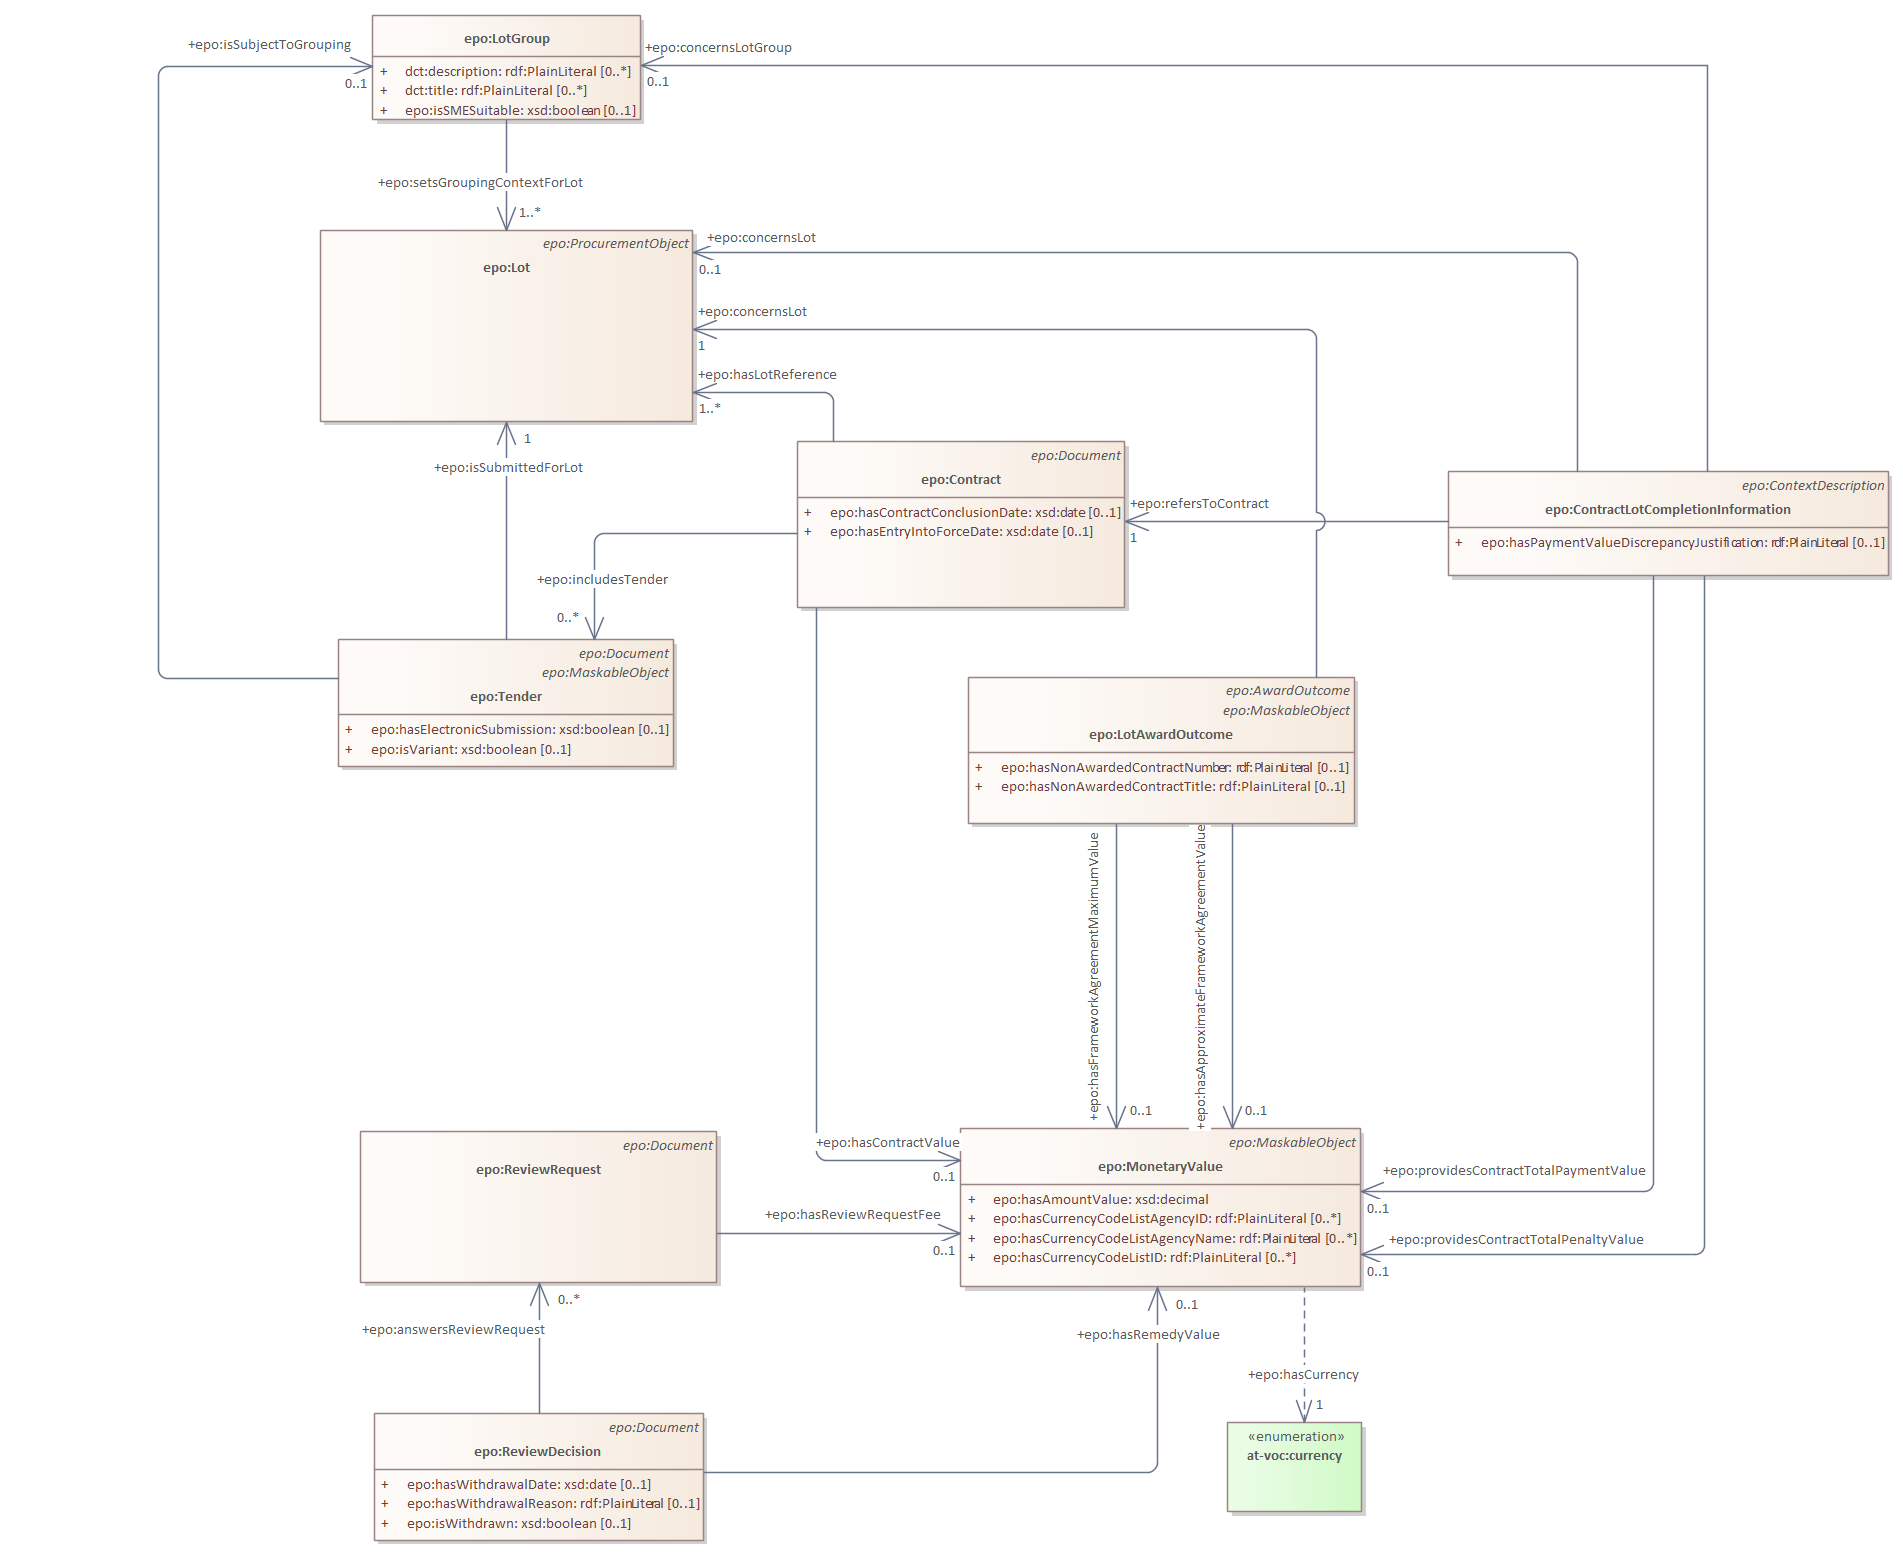 +epo:isSubjectToGrouping
0..1
epo:LotGroup
+ dct:description: rdf:PlainLiteral [0..*]
+ dct:title: rdf:PlainLiteral [0..*]
+ epo:isSMESuitable: xsd:boolean [0..1]
+epo:concernsLotGroup
0..1
+epo:setsGroupingContextForLot
1..*
epo:ProcurementObject
epo:Lot
+epo:concernsLot
0..1
+epo:concernsLot
1
+epo:hasLotReference
1..*
1
+epo:isSubmittedForLot
epo:Document
epo:Contract
+ epo:hasContractConclusionDate: xsd:date [0..1]
+ epo:hasEntryIntoForceDate: xsd:date [0..1]
+epo:refersToContract
1
epo:ContextDescription
epo:ContractLotCompletionInformation
+ epo:hasPaymentValueDiscrepancyJustification: rdf:PlainLiteral [0..1]
+epo:includesTender
0..*
epo:Document
epo:MaskableObject
epo:Tender
+ epo:hasElectronicSubmission: xsd:boolean [0..1]
+ epo:isVariant: xsd:boolean [0..1]
epo:AwardOutcome
epo:MaskableObject
epo:LotAwardOutcome
+ epo:hasNonAwardedContractNumber: rdf:PlainLiteral [0..1]
+ epo:hasNonAwardedContractTitle: rdf:PlainLiteral [0..1]
+epo:hasFrameworkAgreementMaximumValue
0..1
+epo:hasApproximateFrameworkAgreementValue
0..1
+epo:hasContractValue
0..1
epo:Document
epo:ReviewRequest
+epo:hasReviewRequestFee
0..1
epo:MaskableObject
epo:MonetaryValue
+ epo:hasAmountValue: xsd:decimal
+ epo:hasCurrencyCodeListAgencyID: rdf:PlainLiteral [0..*]
+ epo:hasCurrencyCodeListAgencyName: rdf:PlainLiteral [0..*]
+ epo:hasCurrencyCodeListID: rdf:PlainLiteral [0..*]
+epo:providesContractTotalPaymentValue
0..1
+epo:providesContractTotalPenaltyValue
0..1
0..*
+epo:answersReviewRequest
0..1
+epo:hasRemedyValue
+epo:hasCurrency
1
epo:Document
epo:ReviewDecision
+ epo:hasWithdrawalDate: xsd:date [0..1]
+ epo:hasWithdrawalReason: rdf:PlainLiteral [0..1]
+ epo:isWithdrawn: xsd:boolean [0..1]
«enumeration»
at-voc:currency